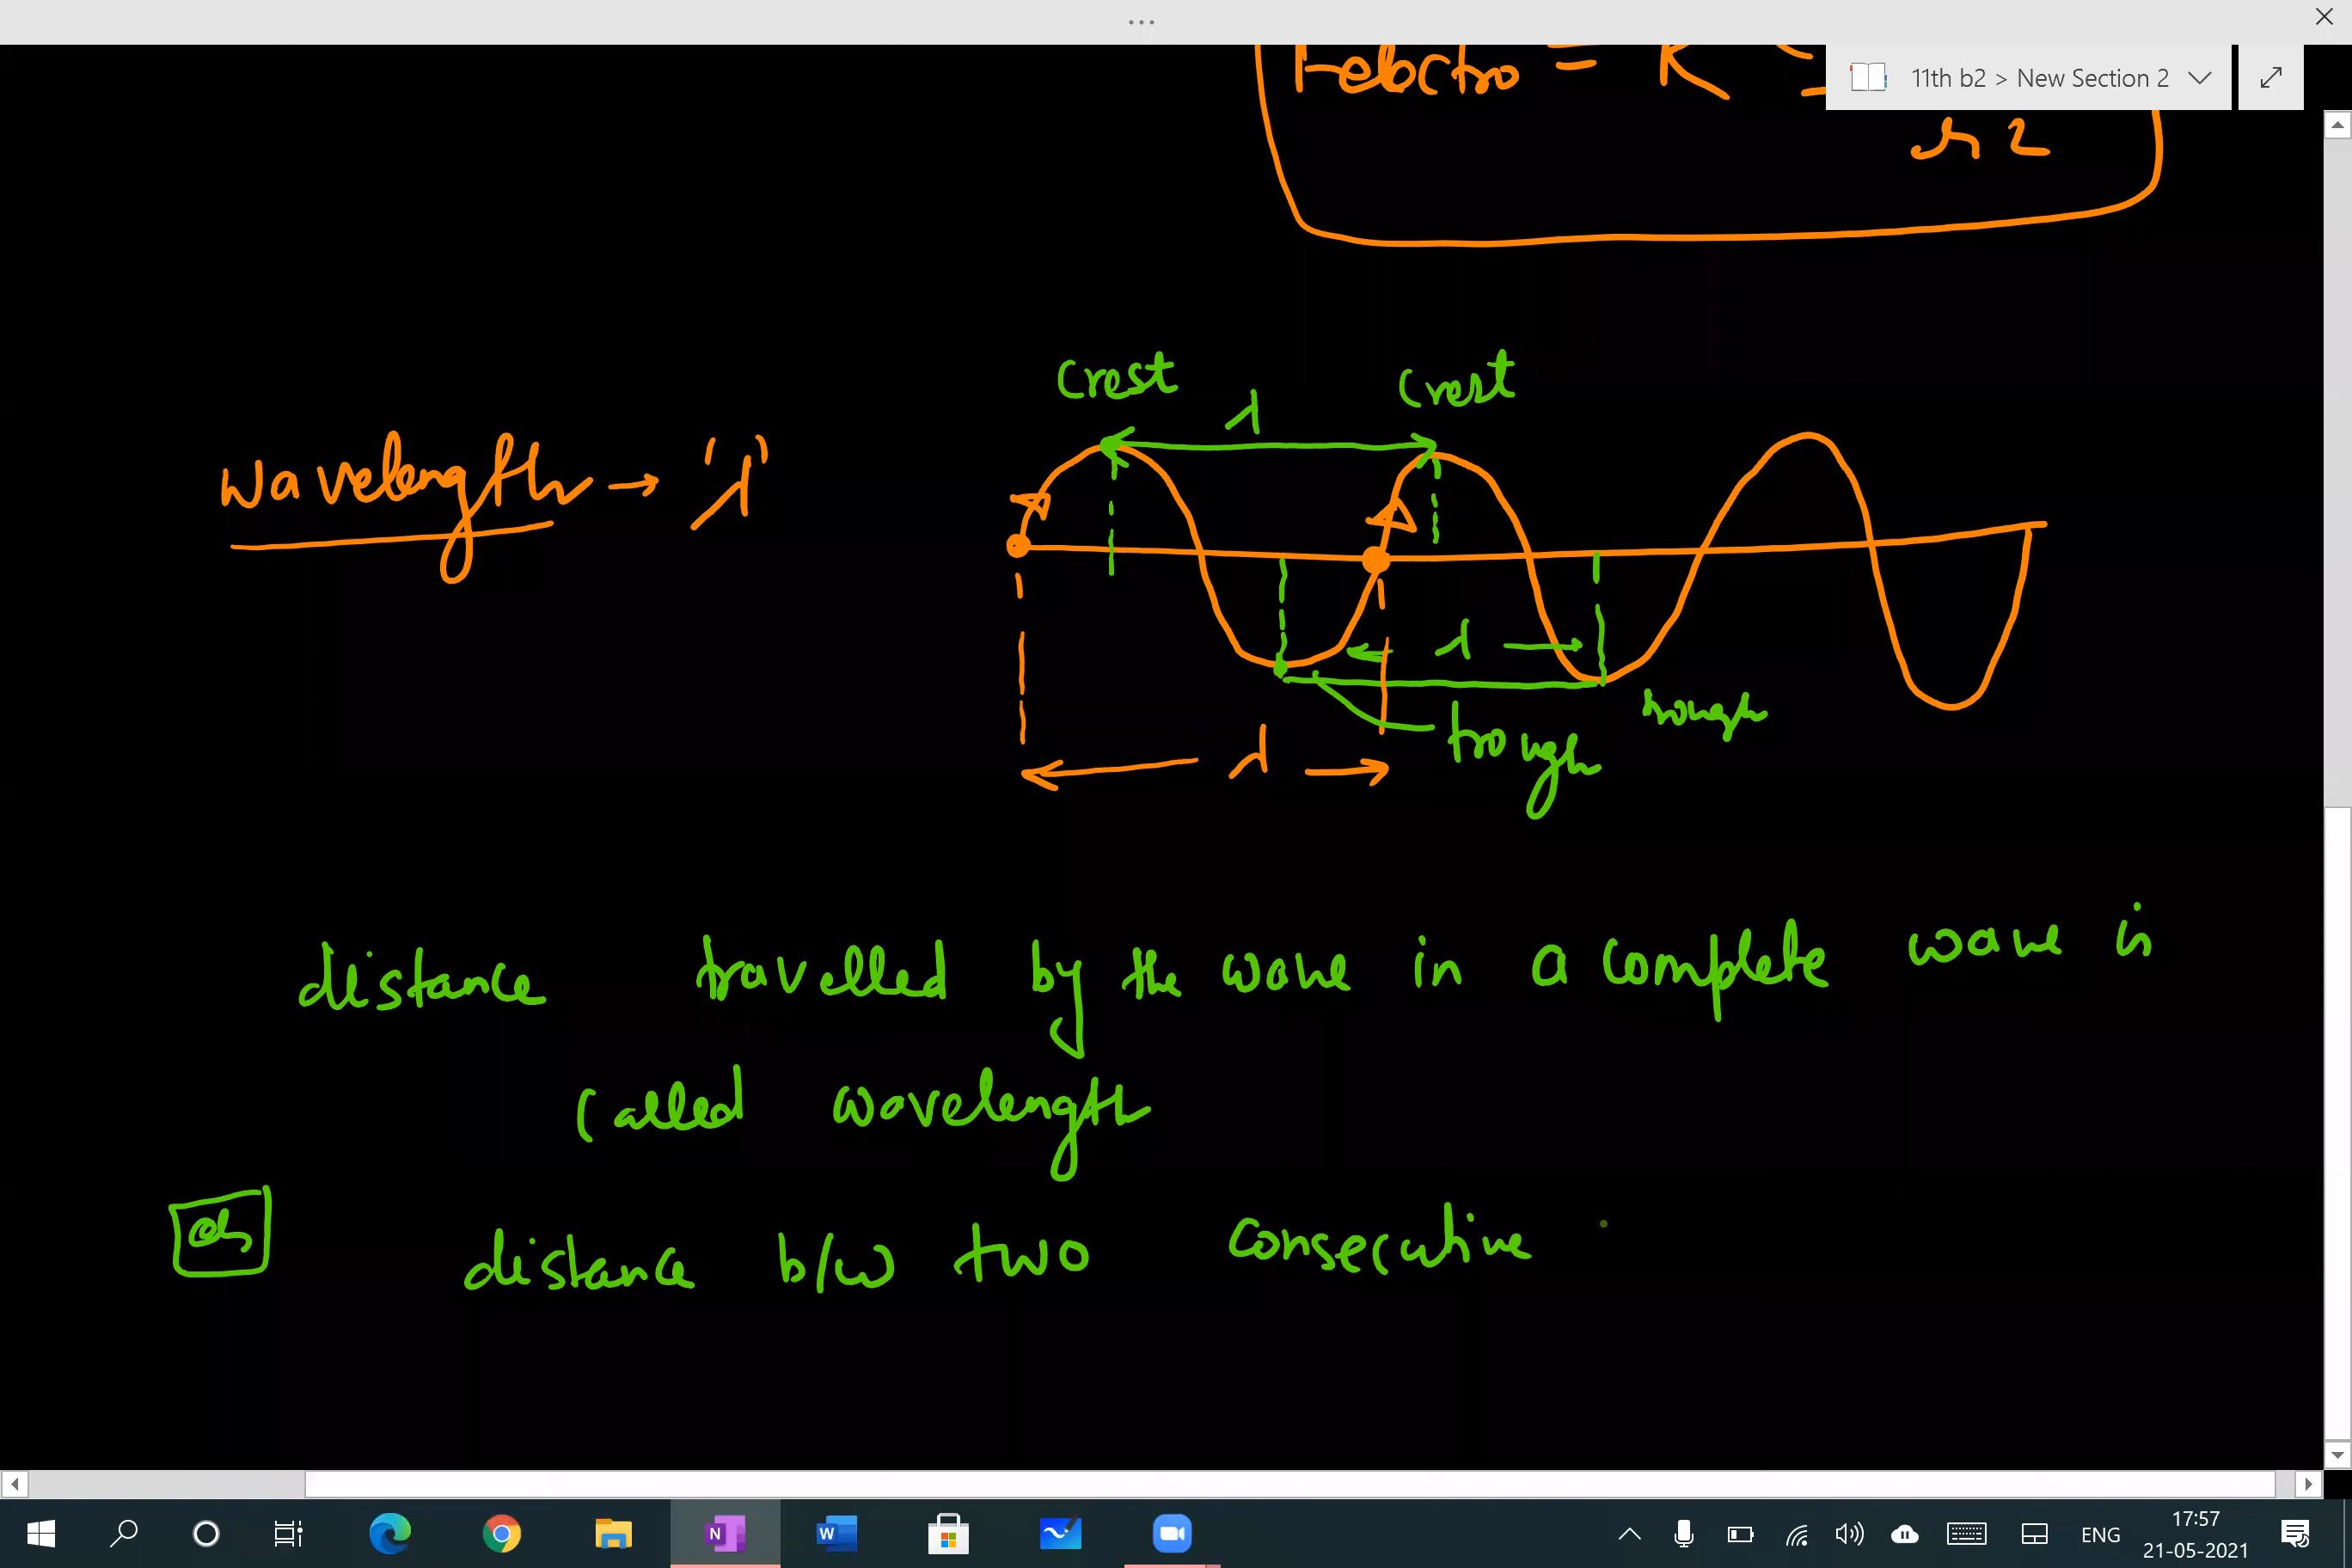 11th b2 > New Section 2
Felectro = K
r2
Crest
Crest
λ
wavelength → 'λ'
λ
trough
trough
λ
distance travelled by the wave in a complete wave is
called wavelength
or
distance b/w two consecutive
ENG
17:57
21-05-2021